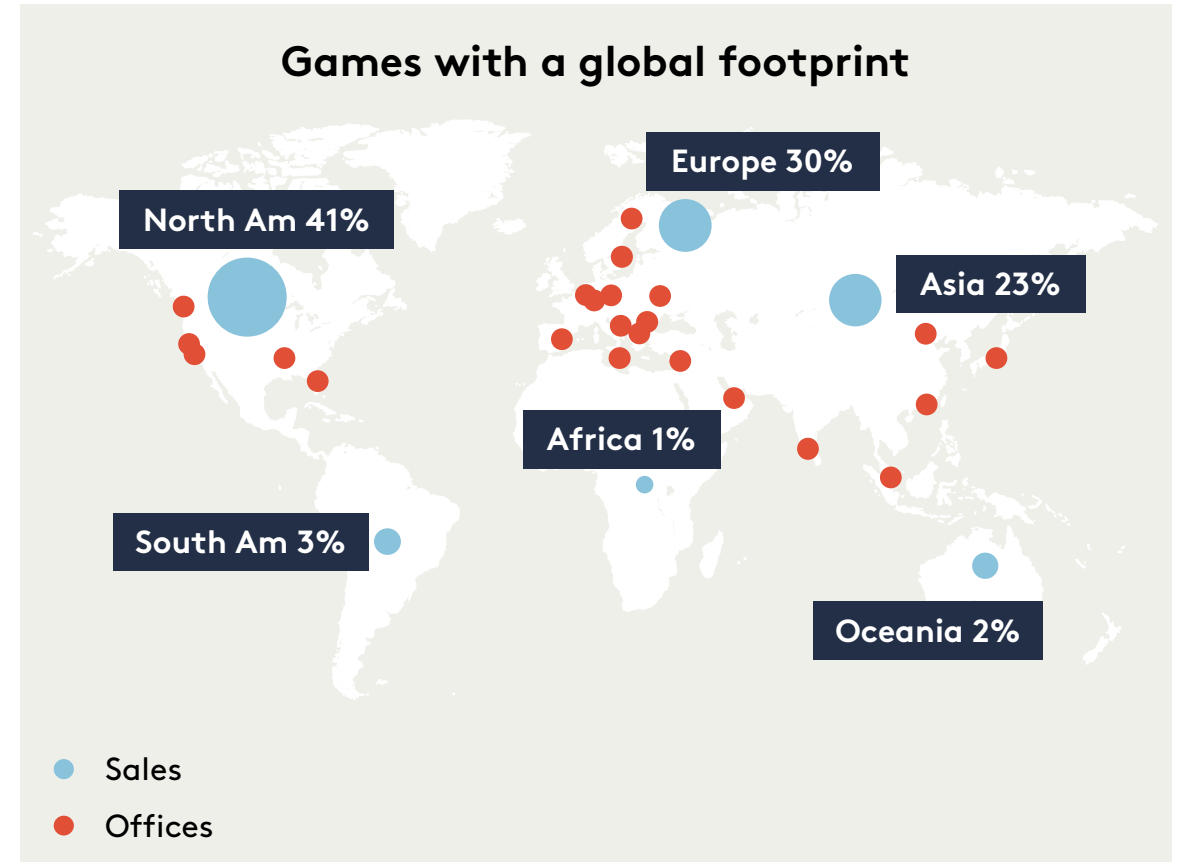 Games with a global footprint
Europe 30%
North Am 41%
Asia 23%
Africa 1%
South Am 3%
Oceania 2%
Sales
Offices